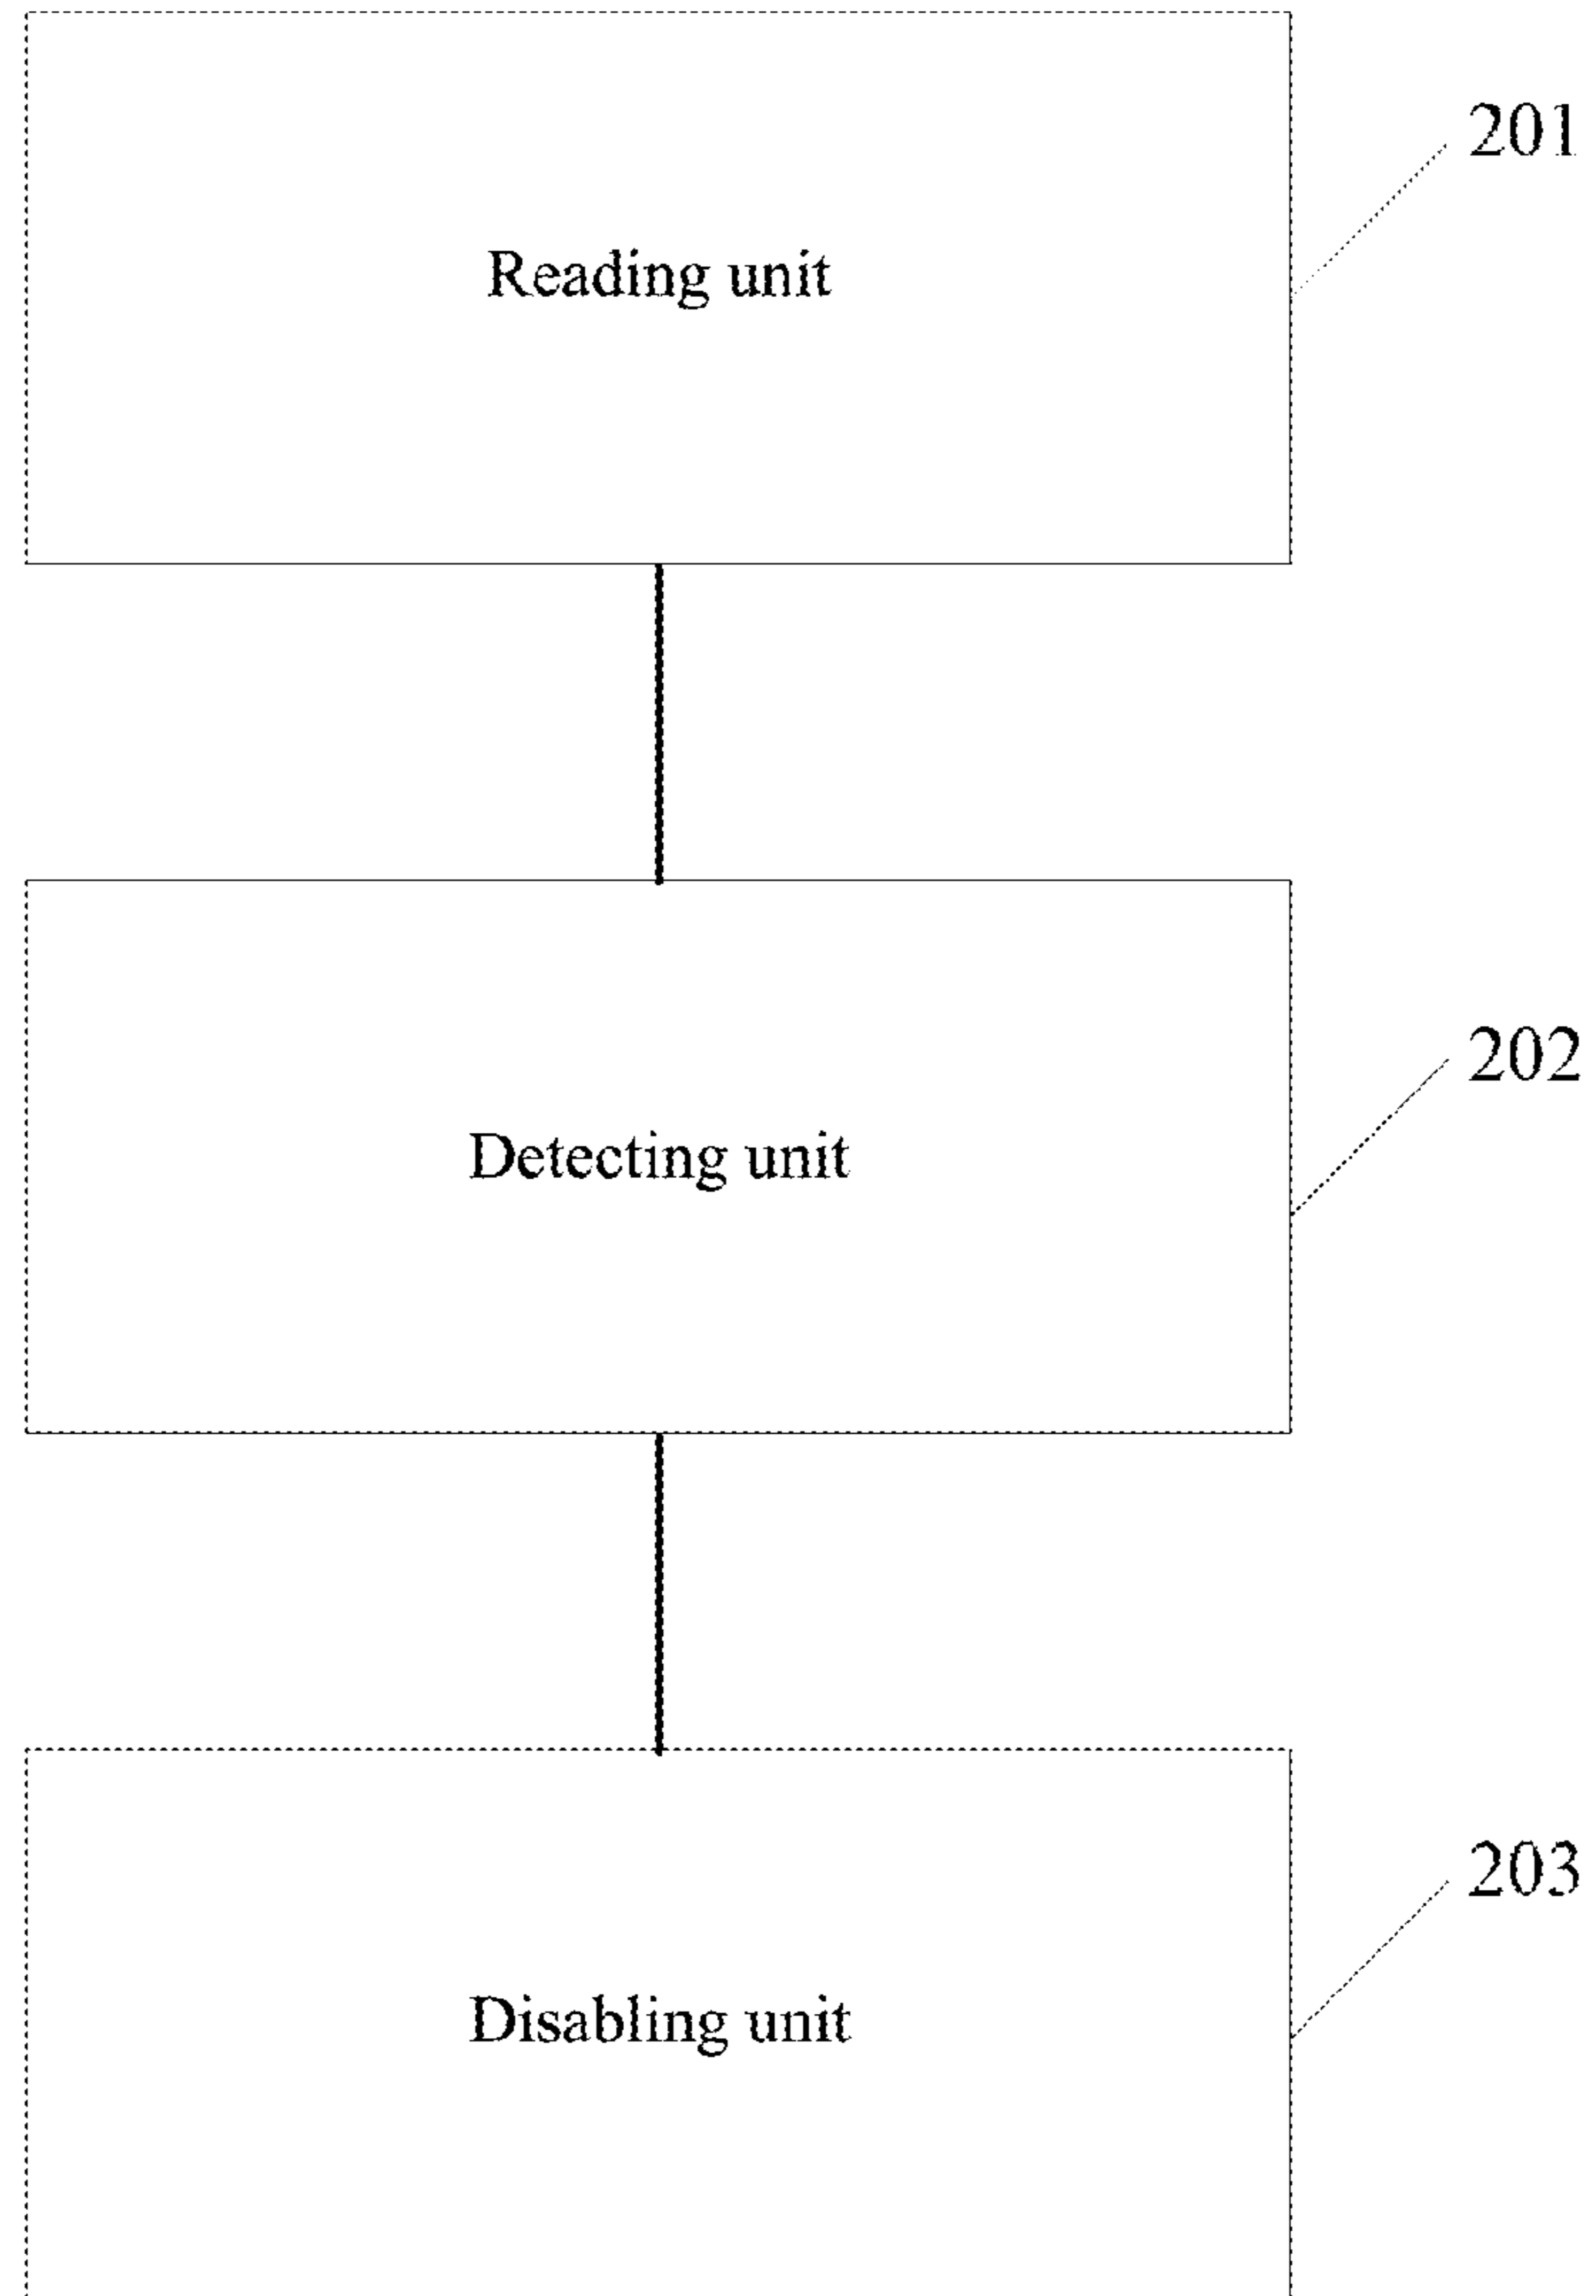 201
Reading unit
202
Detecting unit
203
Disabling unit